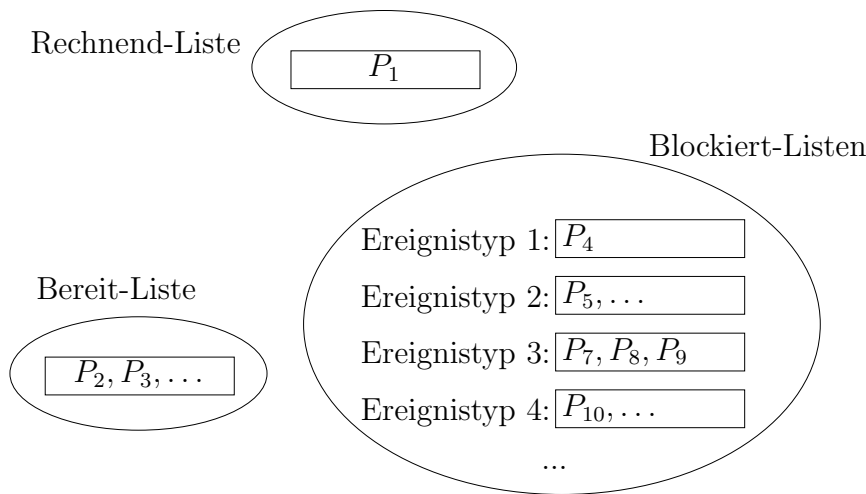 Rechnend-Liste
P₁
Blockiert-Listen
Ereignistyp 1: P₄
Ereignistyp 2: P₅, …
Ereignistyp 3: P₇, P₈, P₉
Ereignistyp 4: P₁₀, …
...
Bereit-Liste
P₂, P₃, …